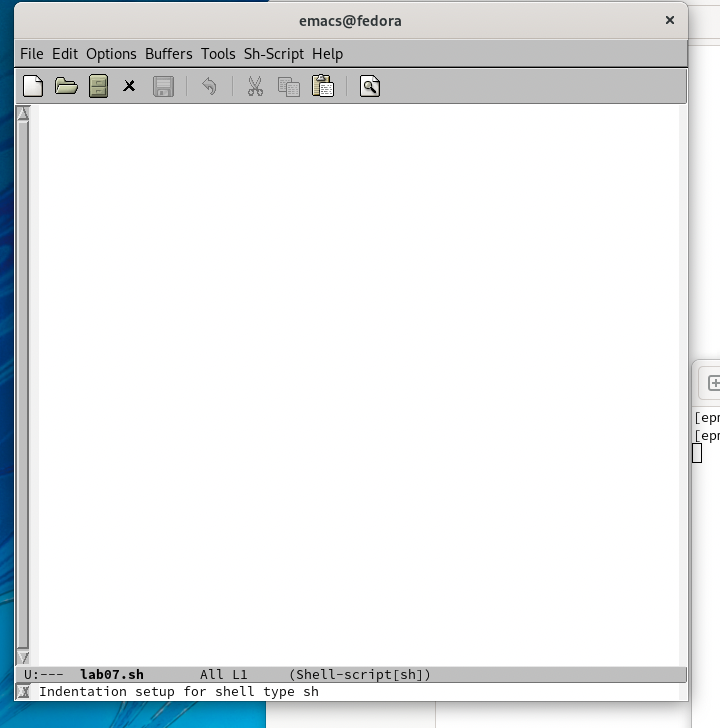 emacs@fedora
File Edit Options Buffers Tools Sh-Script Help
[epr
[epr
U:--- lab07.sh All L1 (Shell-script[sh])
Indentation setup for shell type sh